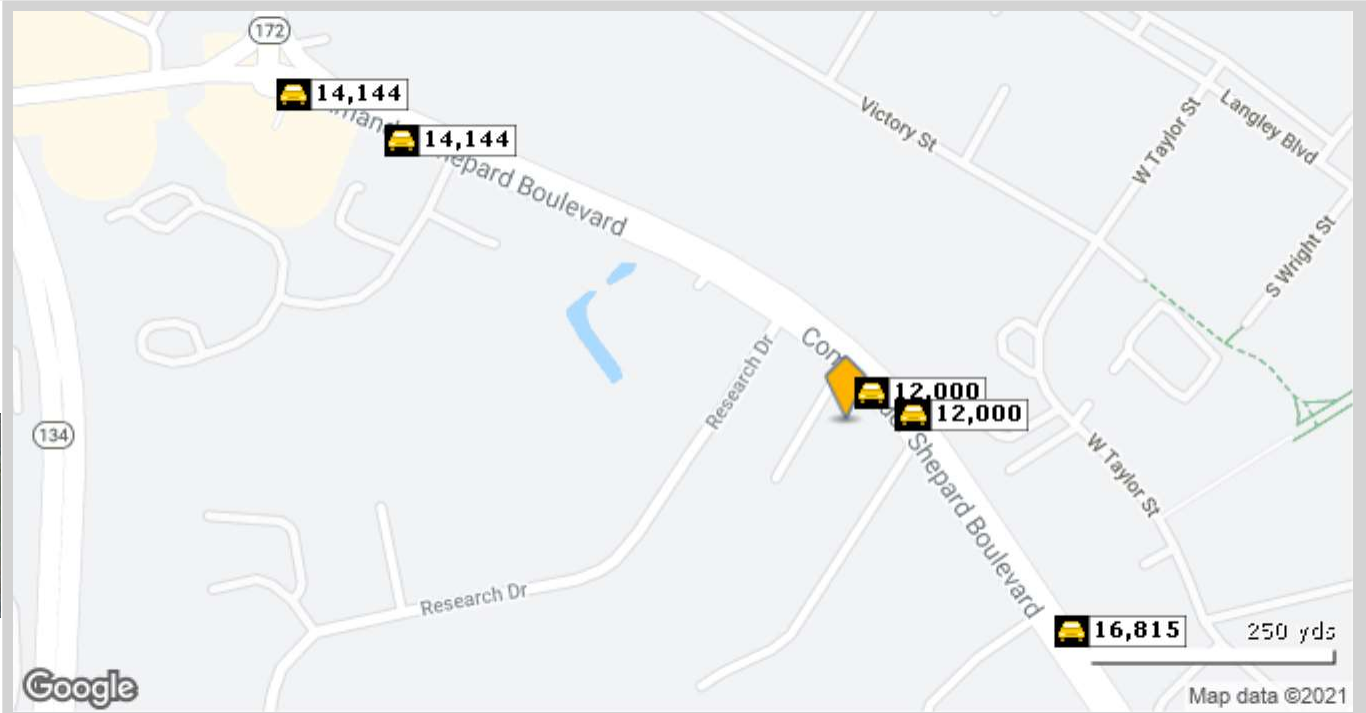 172
14,144
14,144
Shepard Boulevard
Victory St
W Taylor St
Langley Blvd
S Wright St
Research Dr
12,000
12,000
134
Shepard Boulevard
W Taylor St
Research Dr
16,815
250 yds
Google
Map data ©2021